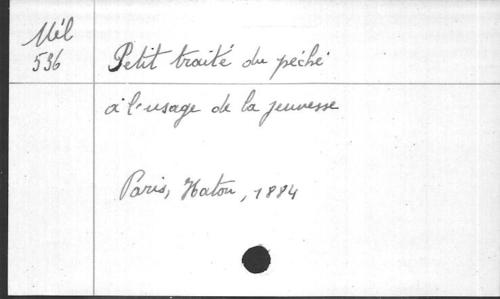 Mél
536
Petit traité du péché
à l'usage de la jeunesse
Paris, Haton, 1884